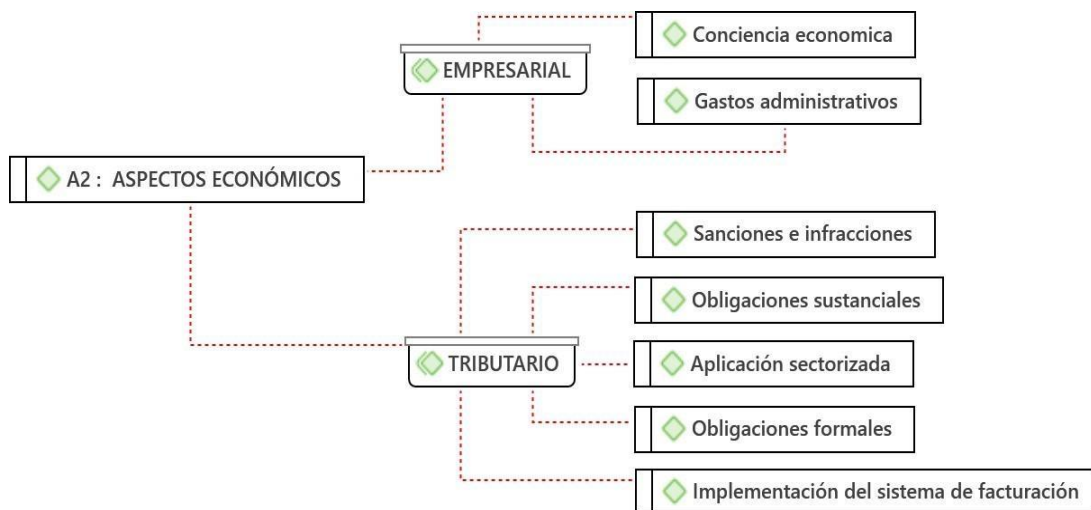 Conciencia economica
EMPRESARIAL
Gastos administrativos
A2 : ASPECTOS ECONÓMICOS
Sanciones e infracciones
Obligaciones sustanciales
TRIBUTARIO
Aplicación sectorizada
Obligaciones formales
Implementación del sistema de facturación